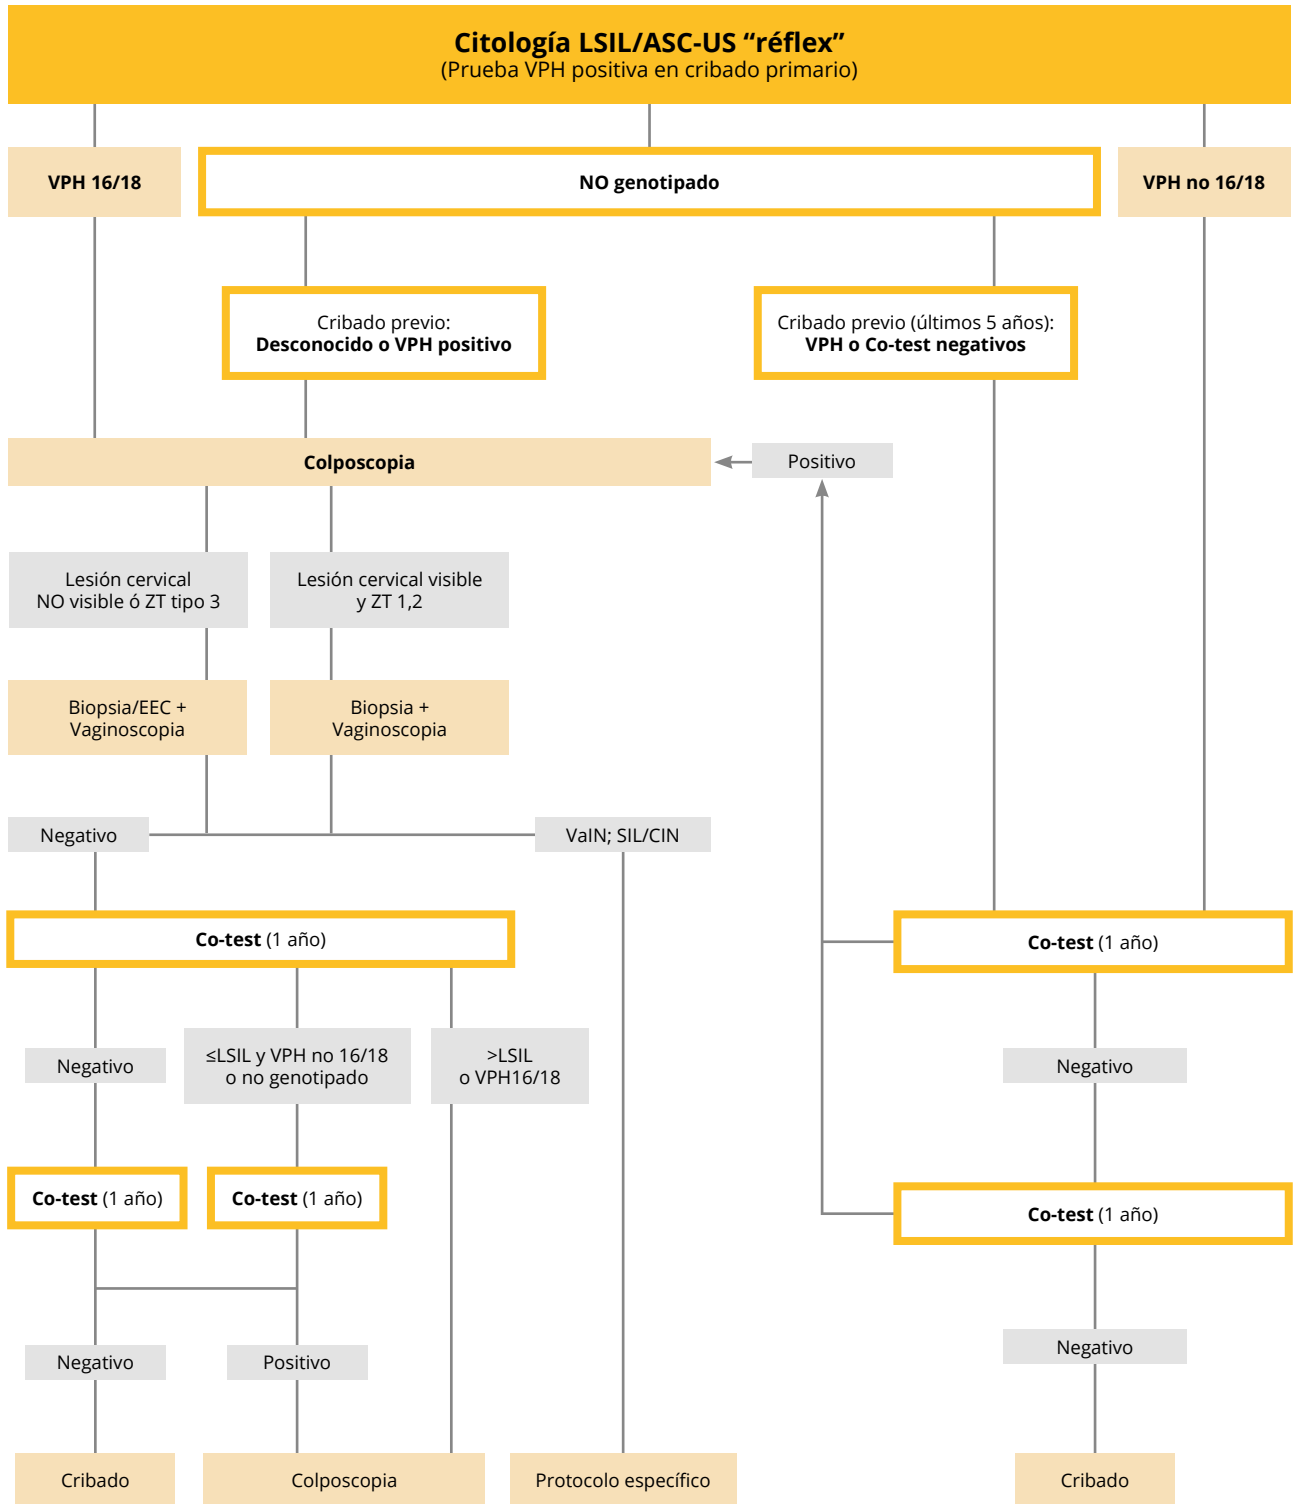 Citología LSIL/ASC-US “réflex”
(Prueba VPH positiva en cribado primario)
VPH 16/18
NO genotipado
VPH no 16/18
Cribado previo:
Desconocido o VPH positivo
Cribado previo (últimos 5 años):
VPH o Co-test negativos
Colposcopia
Positivo
Lesión cervical
NO visible ó ZT tipo 3
Lesión cervical visible
y ZT 1,2
Biopsia/EEC +
Vaginoscopia
Biopsia +
Vaginoscopia
Negativo
VaIN; SIL/CIN
Co-test (1 año)
Co-test (1 año)
Negativo
≤LSIL y VPH no 16/18
o no genotipado
>LSIL
o VPH16/18
Negativo
Co-test (1 año)
Co-test (1 año)
Co-test (1 año)
Negativo
Positivo
Negativo
Cribado
Colposcopia
Protocolo específico
Cribado